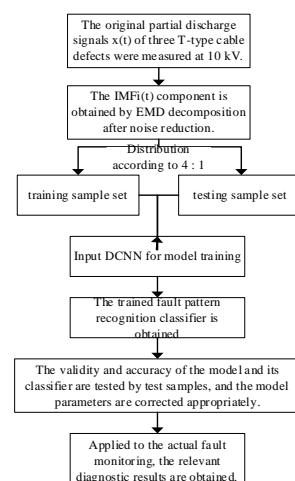 The original partial discharge
signals x(t) of three T-type cable
defects were measured at 10 kV.
The IMFi(t) component is
obtained by EMD decomposition
after noise reduction.
Distribution
according to 4 : 1
training sample set
testing sample set
Input DCNN for model training
The trained fault pattern
recognition classifier is
obtained
The validity and accuracy of the model and its
classifier are tested by test samples, and the model
parameters are corrected appropriately.
Applied to the actual fault
monitoring, the relevant
diagnostic results are obtained.